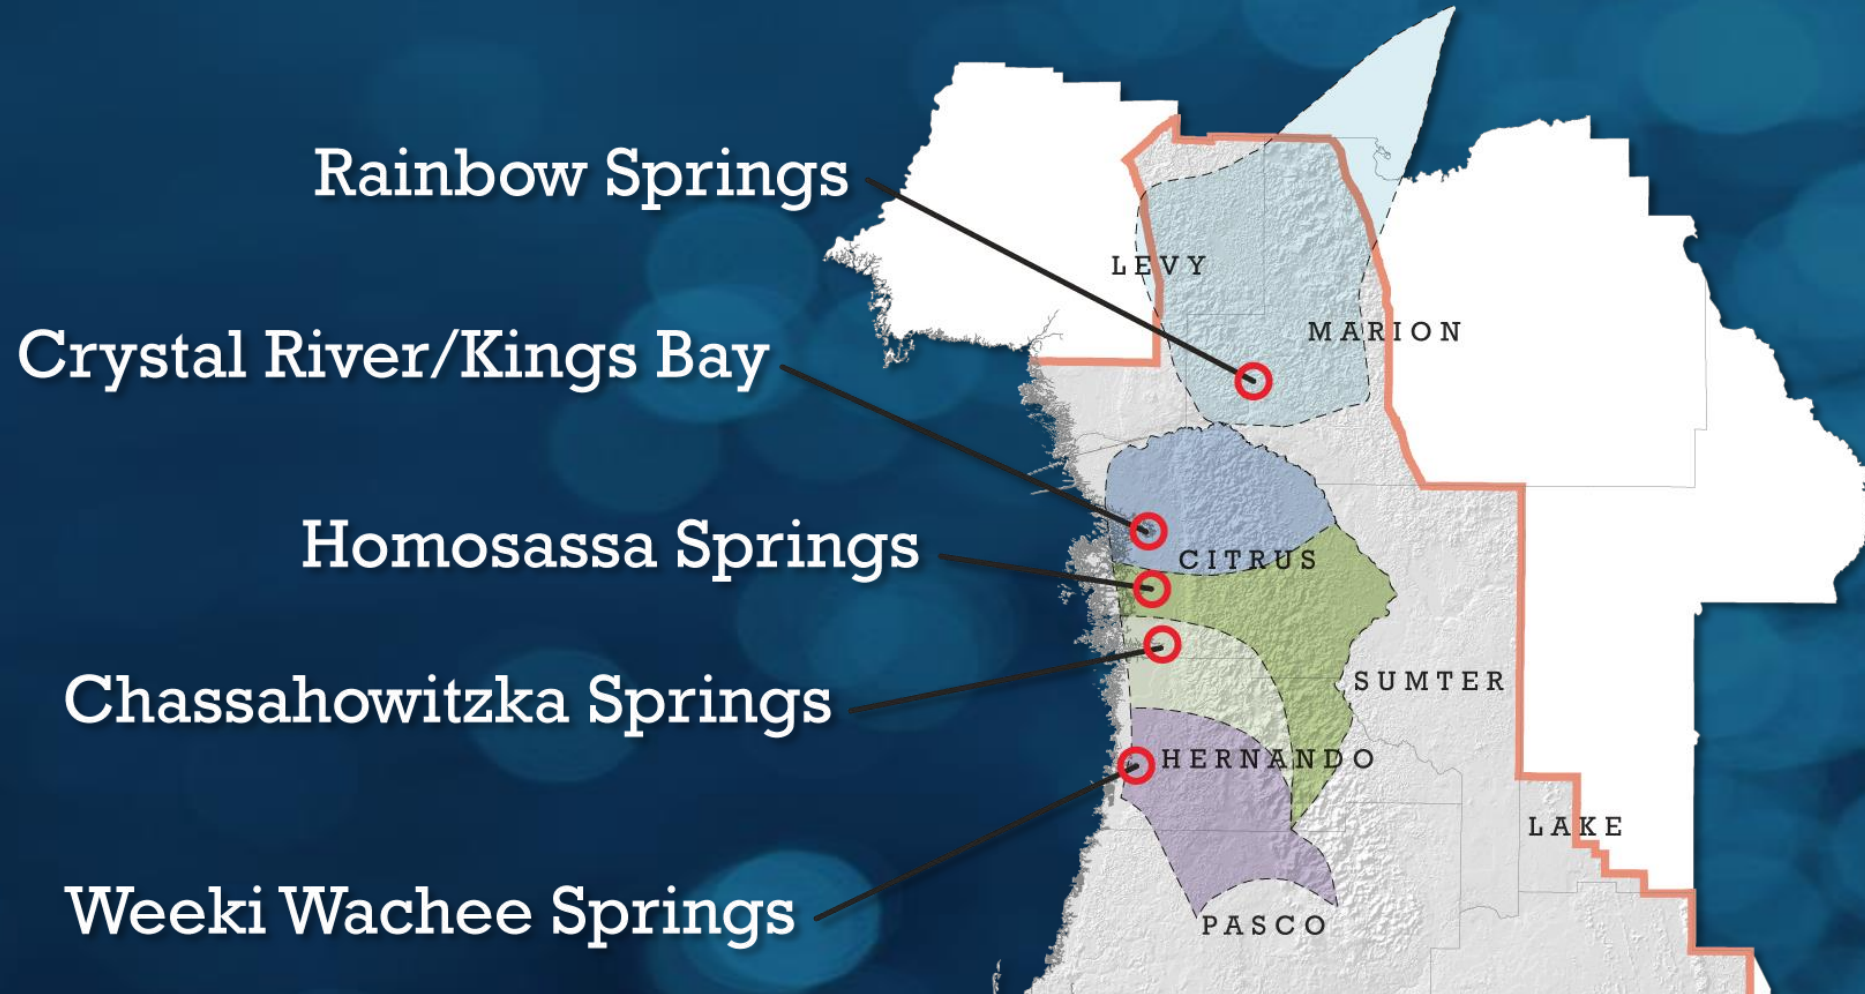 Rainbow Springs
LEVY
MARION
Crystal River/Kings Bay
Homosassa Springs
CITRUS
Chassahowitzka Springs
SUMTER
HERNANDO
LAKE
Weeki Wachee Springs
PASCO